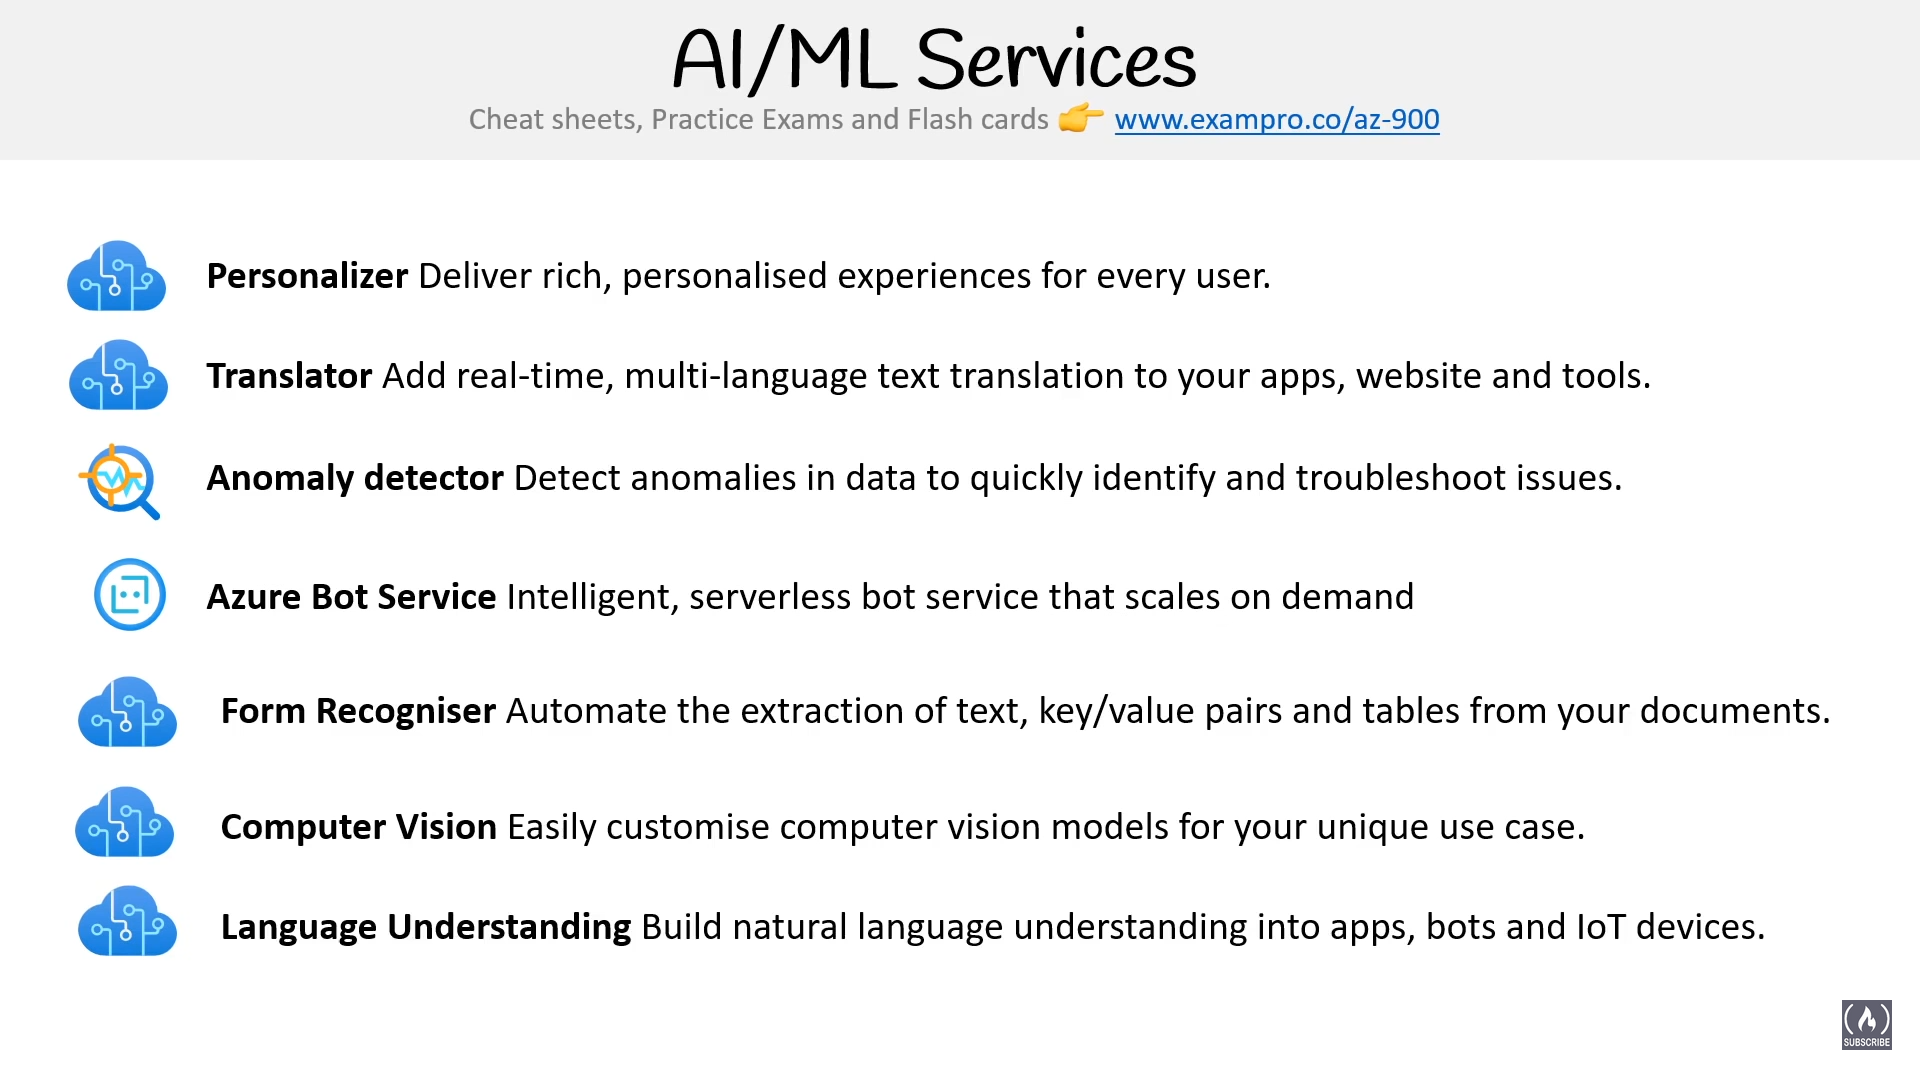 AI/ML Services
Cheat sheets, Practice Exams and Flash cards 👉 www.exampro.co/az-900
Personalizer Deliver rich, personalised experiences for every user.
Translator Add real-time, multi-language text translation to your apps, website and tools.
Anomaly detector Detect anomalies in data to quickly identify and troubleshoot issues.
Azure Bot Service Intelligent, serverless bot service that scales on demand
Form Recogniser Automate the extraction of text, key/value pairs and tables from your documents.
Computer Vision Easily customise computer vision models for your unique use case.
Language Understanding Build natural language understanding into apps, bots and IoT devices.
SUBSCRIBE